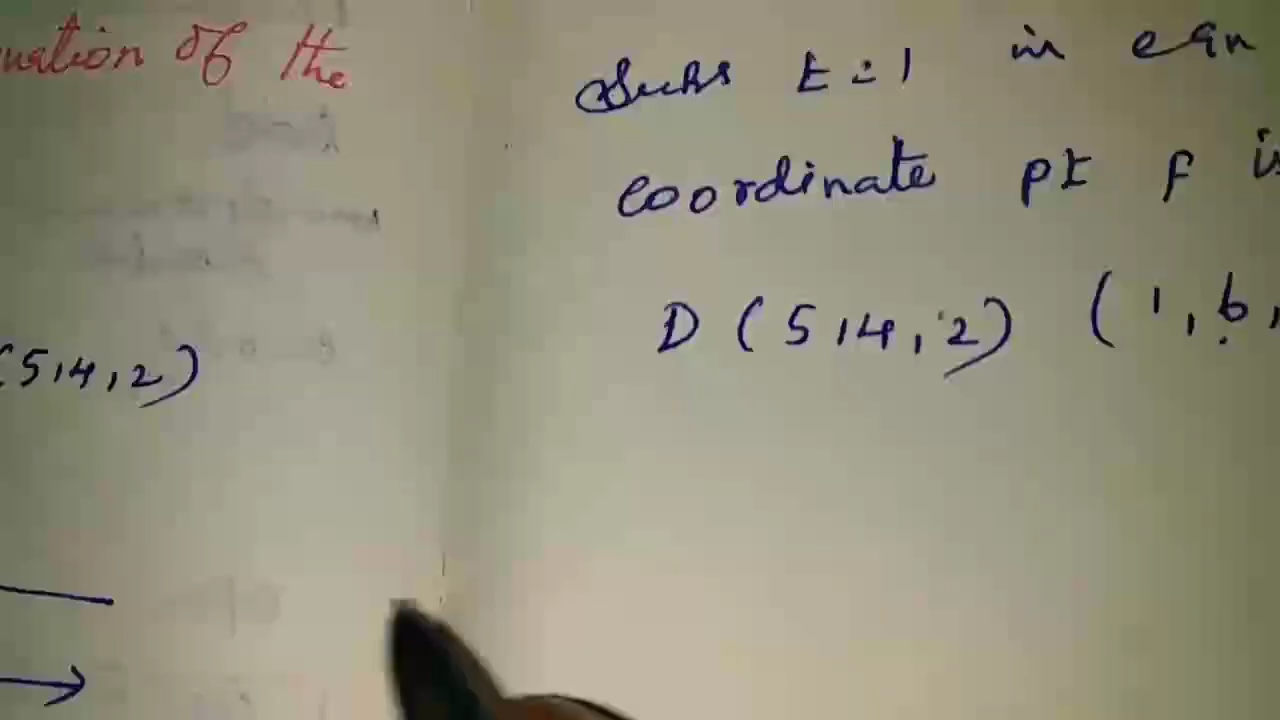 uation of the
(5,4,2)
Subs t=1 in eqn
coordinate pt F is
D (5,4,2) (1,6,